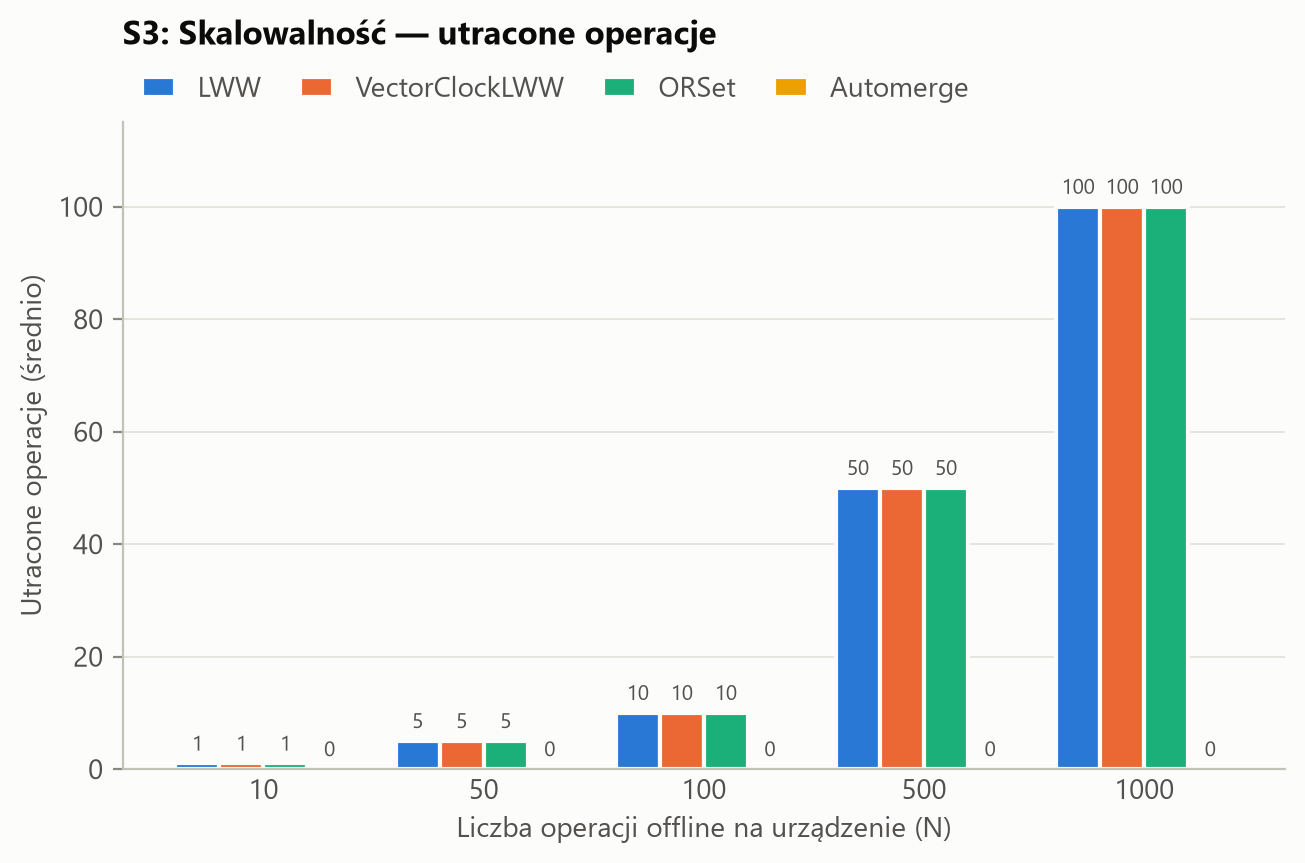 S3: Skalowalność — utracone operacje
LWW VectorClockLWW ORSet Automerge
Utracone operacje (średnio)
100
80
60
40
20
0
1 1 1 0
5 5 5 0
10 10 10 0
50 50 50 0
100 100 100 0
10 50 100 500 1000
Liczba operacji offline na urządzenie (N)